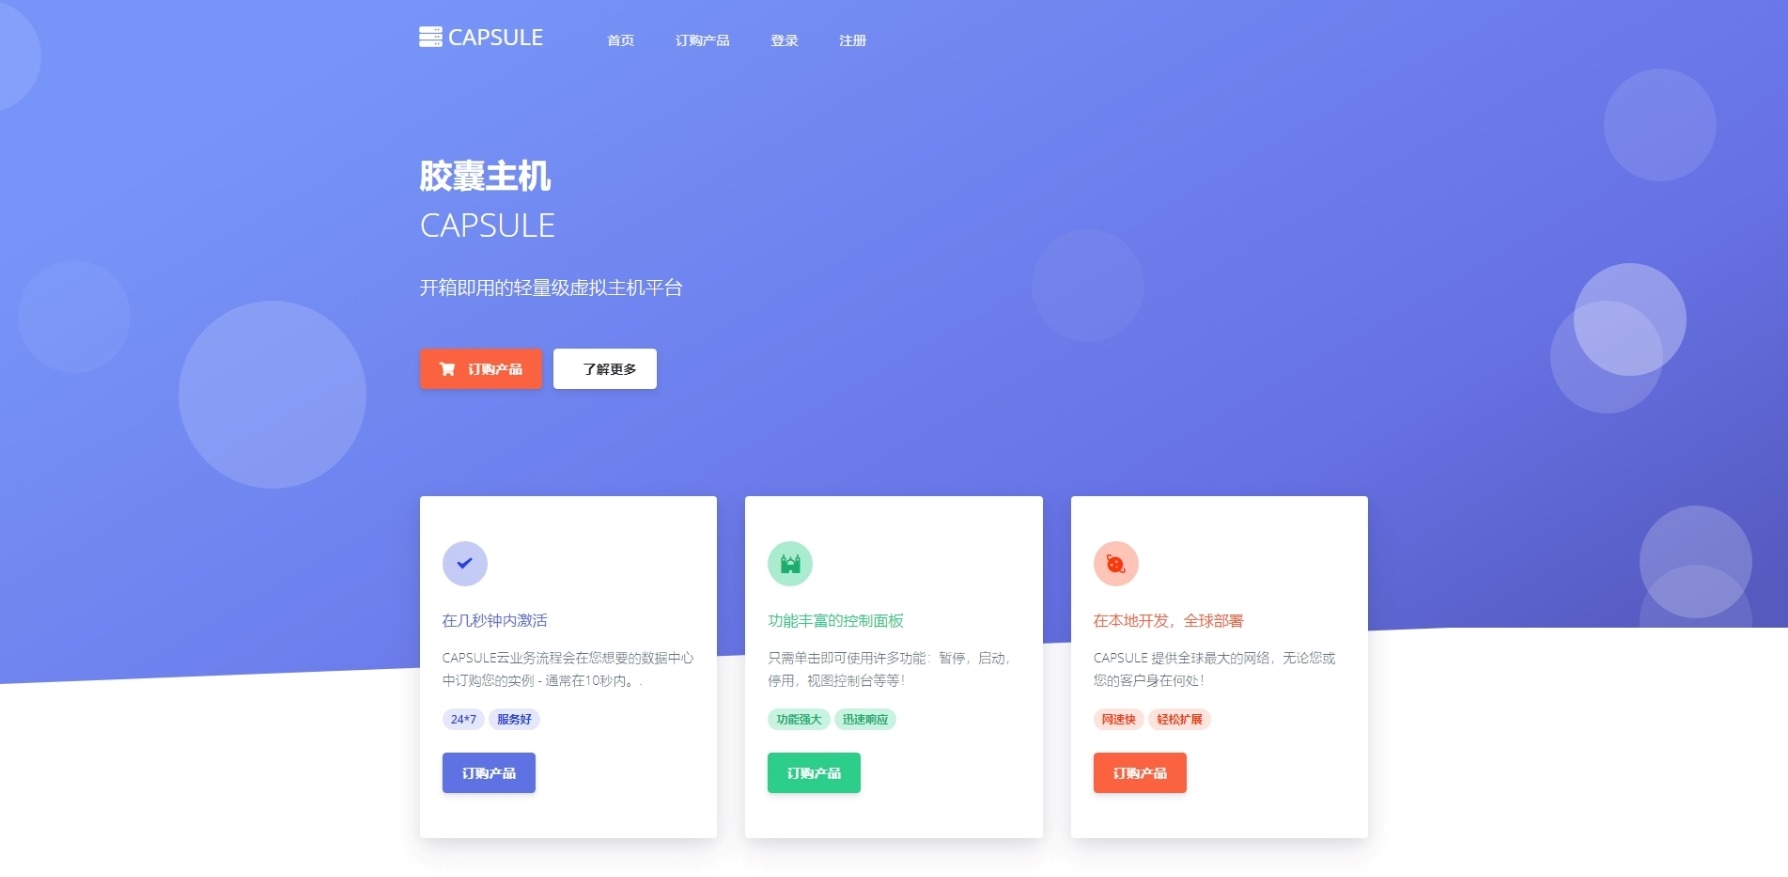 CAPSULE
首页
订购产品
登录
注册
胶囊主机
CAPSULE
开箱即用的轻量级虚拟主机平台
订购产品
了解更多
在几秒钟内激活
CAPSULE云业务流程会在您想要的数据中心
中订购您的实例 - 通常在10秒内。.
24*7
服务好
订购产品
功能丰富的控制面板
只需单击即可使用许多功能：暂停，启动，
停用，视图控制台等等！
功能强大
迅速响应
订购产品
在本地开发，全球部署
CAPSULE 提供全球最大的网络，无论您或
您的客户身在何处！
网速快
轻松扩展
订购产品